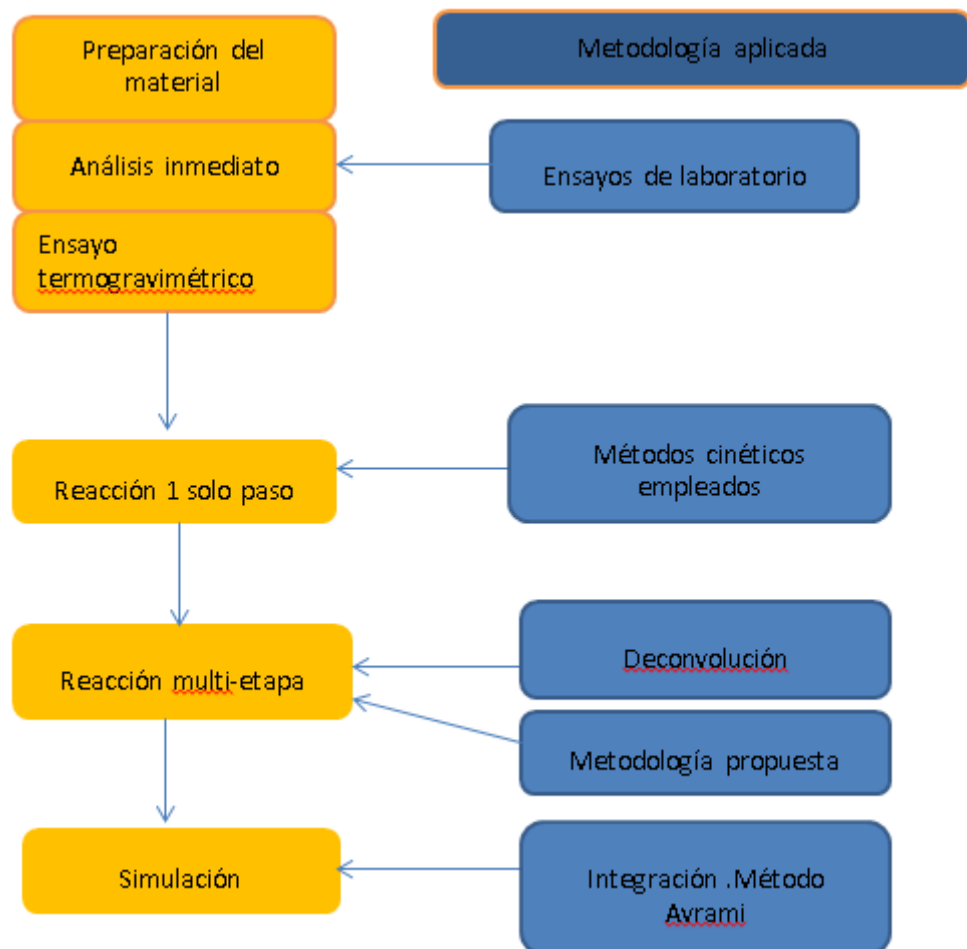 Preparación del
material
Metodología aplicada
Análisis inmediato
Ensayos de laboratorio
Ensayo
termogravimétrico
Métodos cinéticos
empleados
Reacción 1 solo paso
Deconvolución
Reacción multi-etapa
Metodología propuesta
Simulación
Integración .Método
Avrami